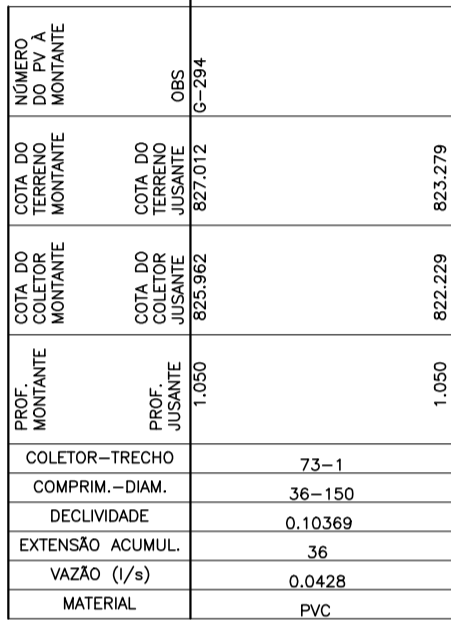 NÚMERO
DO PV À
MONTANTE
OBS
G-294
COTA DO
TERRENO
MONTANTE
COTA DO
TERRENO
JUSANTE
827.012
823.279
COTA DO
COLETOR
MONTANTE
COTA DO
COLETOR
JUSANTE
825.962
822.229
PROF.
MONTANTE
PROF.
JUSANTE
1.050
1.050
COLETOR-TRECHO
73-1
COMPRIM.-DIAM.
36-150
DECLIVIDADE
0.10369
EXTENSÃO ACUMUL.
36
VAZÃO (l/s)
0.0428
MATERIAL
PVC